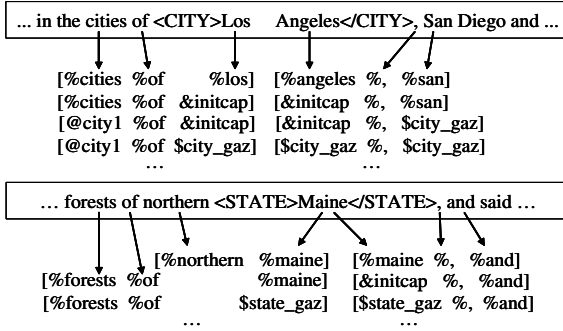 ... in the cities of <CITY>Los Angeles</CITY>, San Diego and ...
[%cities %of %los] [%angeles %, %san]
[%cities %of &initcap] [&initcap %, %san]
[@city1 %of &initcap] [&initcap %, $city_gaz]
[@city1 %of $city_gaz] [$city_gaz %, $city_gaz]
... ...
... forests of northern <STATE>Maine</STATE>, and said ...
[%northern %maine] [%maine %, %and]
[%forests %of %maine] [&initcap %, %and]
[%forests %of $state_gaz] [$state_gaz %, %and]
... ...